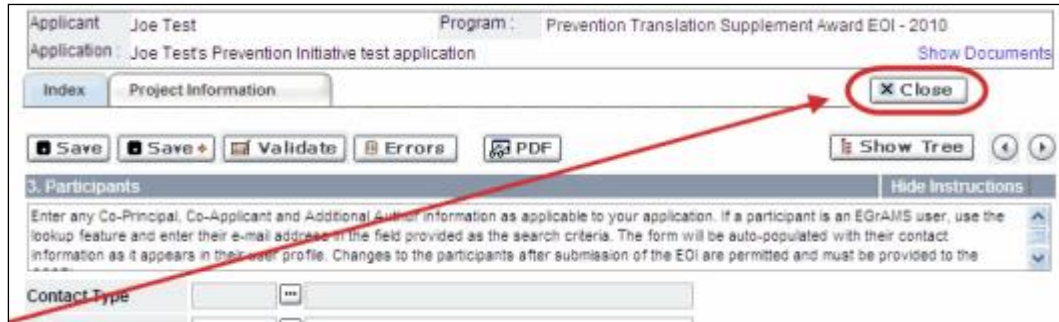 Applicant Joe Test Program : Prevention Translation Supplement Award EOI - 2010
Application : Joe Test's Prevention Initiative test application Show Documents
Index Project Information Close
Save Save Validate Errors PDF Show Tree
3. Participants Hide Instructions
Enter any Co-Principal, Co-Applicant and Additional Author information as applicable to your application. If a participant is an EGrAMS user, use the
lookup feature and enter their e-mail address in the field provided as the search criteria. The form will be auto-populated with their contact
information as it appears in their user profile. Changes to the participants after submission of the EOI are permitted and must be provided to the
Contact Type